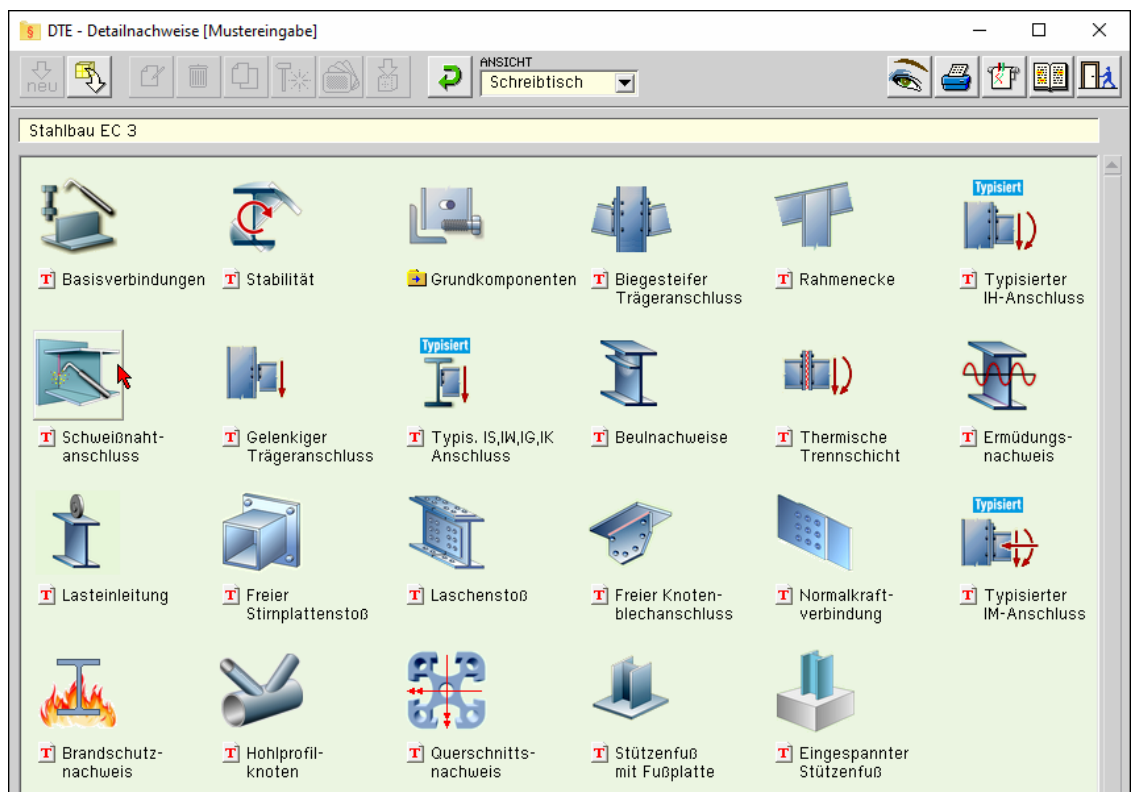 § DTE - Detailnachweise [Mustereingabe]
neu
ANSICHT
Schreibtisch
Stahlbau EC 3
Typisiert
T Basisverbindungen
T Stabilität
Grundkomponenten
T Biegesteifer
Trägeranschluss
T Rahmenecke
T Typisierter
IH-Anschluss
Typisiert
T Schweißnaht-
anschluss
T Gelenkiger
Trägeranschluss
T Typis. IS,IW,IG,IK
Anschluss
T Beulnachweise
T Thermische
Trennschicht
T Ermüdungs-
nachweis
Typisiert
T Lasteinleitung
T Freier
Stirnplattenstoß
T Laschenstoß
T Freier Knoten-
blechanschluss
T Normalkraft-
verbindung
T Typisierter
IM-Anschluss
T Brandschutz-
nachweis
T Hohlprofil-
knoten
T Querschnitts-
nachweis
T Stützenfuß
mit Fußplatte
T Eingespannter
Stützenfuß